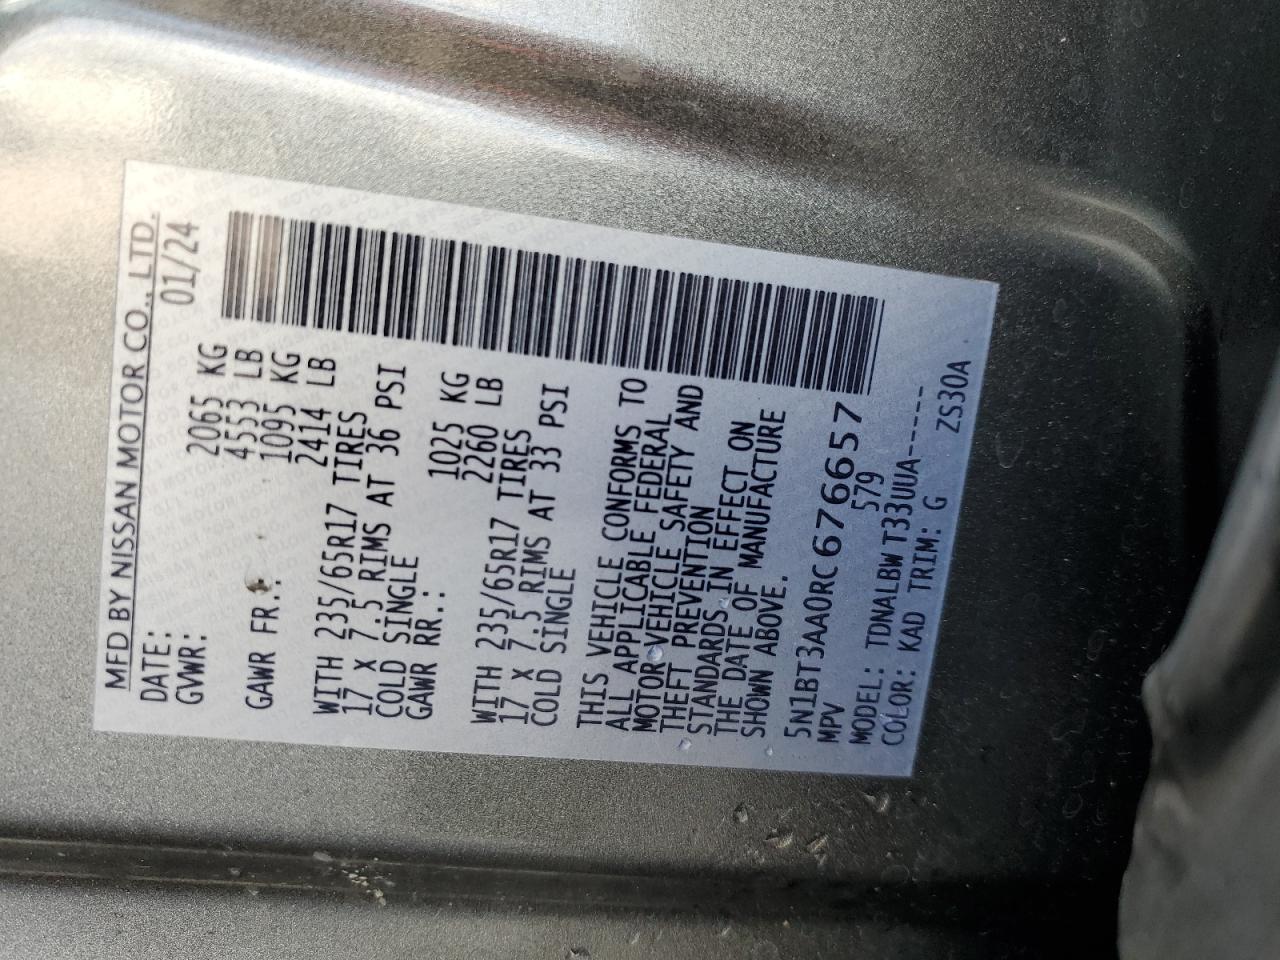 MFD BY NISSAN MOTOR CO., LTD.
DATE: 01/24
GVWR: 2065 KG
4553 LB
GAWR FR.: 1095 KG
2414 LB
WITH 235/65R17 TIRES
17 X 7.5 RIMS AT 36 PSI
COLD SINGLE
GAWR RR.: 1025 KG
2260 LB
WITH 235/65R17 TIRES
17 X 7.5 RIMS AT 33 PSI
COLD SINGLE
THIS VEHICLE CONFORMS TO
ALL APPLICABLE FEDERAL
MOTOR VEHICLE SAFETY AND
THEFT PREVENTION
STANDARDS IN EFFECT ON
THE DATE OF MANUFACTURE
SHOWN ABOVE.
5N1BT3AA0RC676657
MPV 579
MODEL: TDNALBW T33UUA-----
COLOR: KAD TRIM: G ZS30A